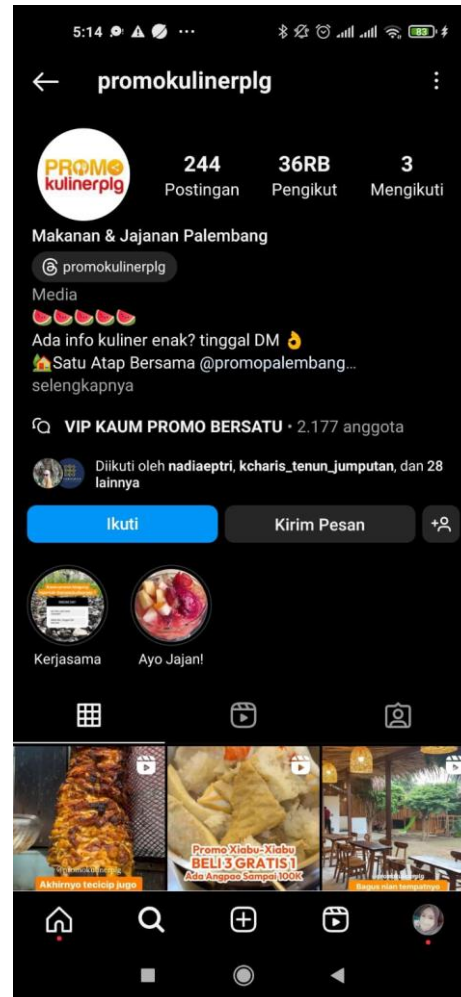 5:14
83
promokulinerplg
PROMO
kulinerplg
244
Postingan
36RB
Pengikut
3
Mengikuti
Makanan & Jajanan Palembang
promokulinerplg
Media
🍉🍉🍉🍉🍉
Ada info kuliner enak? tinggal DM 👌
🏡Satu Atap Bersama @promopalembang...
selengkapnya
VIP KAUM PROMO BERSATU • 2.177 anggota
Diikuti oleh nadiaeptri, kcharis_tenun_jumputan, dan 28
lainnya
Ikuti
Kirim Pesan
Kerjasama
Ayo Jajan!
@promokulinerplg
Akhirnyo tecicip jugo
Promo Xiabu-Xiabu
BELI 3 GRATIS 1
Ada Angpao Sampai 100K
@promokulinerplg
Bagus nian tempatnyo